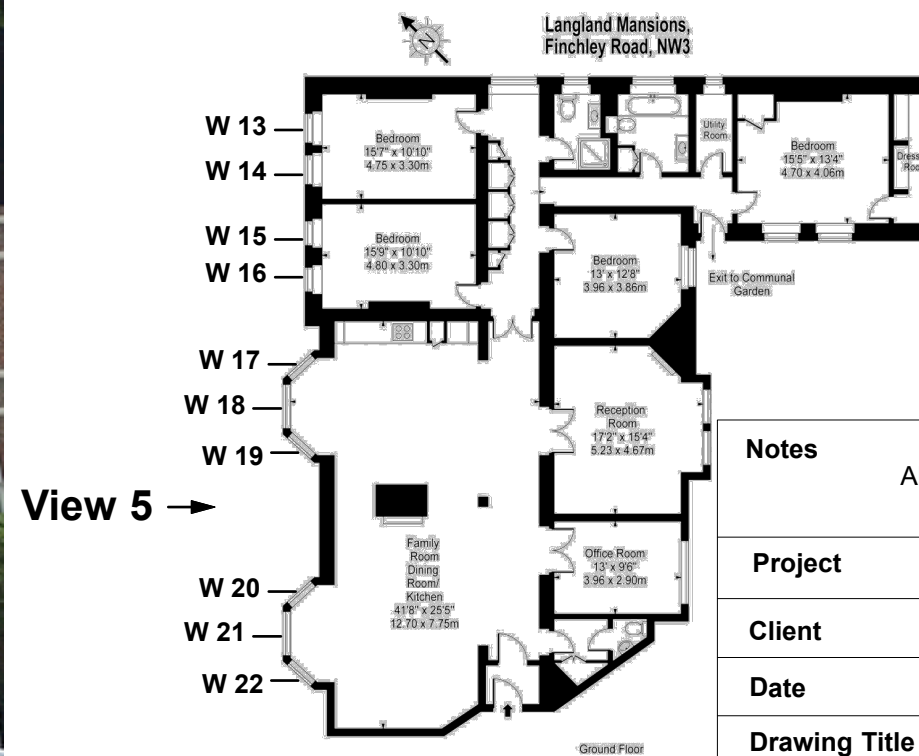 Langland Mansions,
Finchley Road, NW3
N
W 13
W 14
W 15
W 16
W 17
W 18
W 19
View 5
W 20
W 21
W 22
Bedroom
15'7" x 10'10"
4.75 x 3.30m
Bedroom
15'9" x 10'10"
4.80 x 3.30m
Utility
Room
Bedroom
15'5" x 13'4"
4.70 x 4.06m
Dress
Roo
Bedroom
13' x 12'8"
3.96 x 3.86m
Exit to Communal
Garden
Reception
Room
17'2" x 15'4"
5.23 x 4.67m
Family
Room
Dining
Room/
Kitchen
41'8" x 25'5"
12.70 x 7.75m
Office Room
13' x 9'6"
3.96 x 2.90m
Ground Floor
Notes
A
Project
Client
Date
Drawing Title